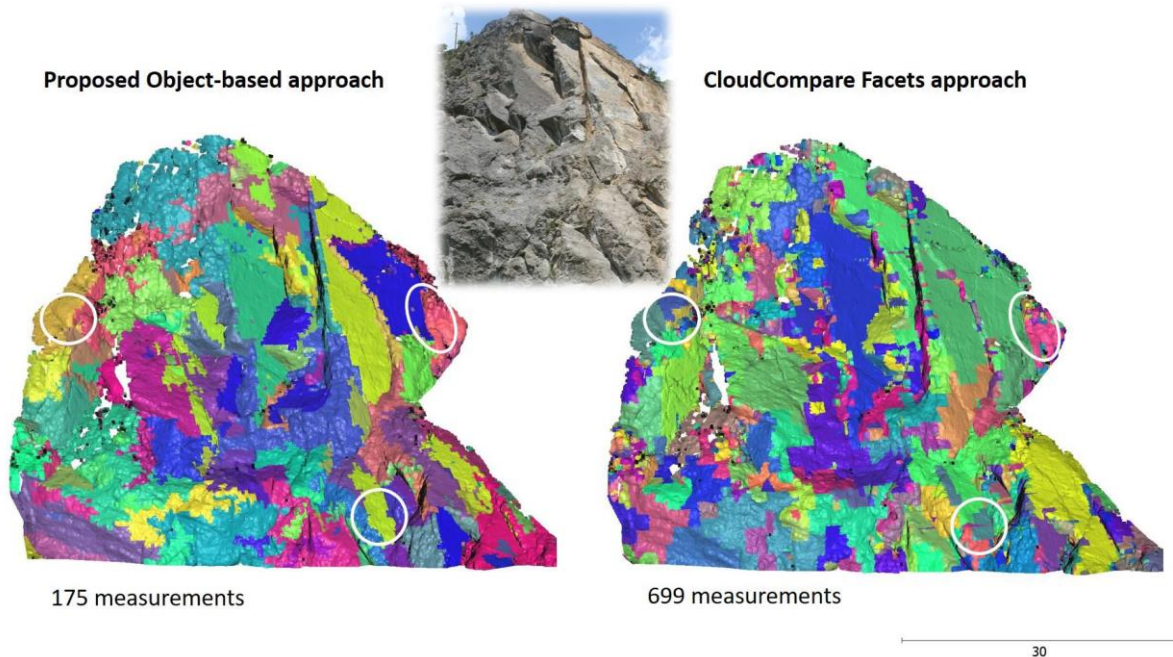 Proposed Object-based approach
CloudCompare Facets approach
175 measurements
699 measurements
30